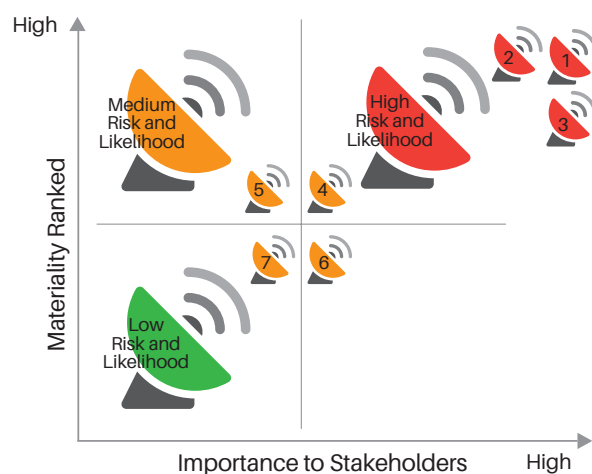 High
Materiality Ranked
Medium
Risk and
Likelihood
High
Risk and
Likelihood
2
1
3
5
4
7
6
Low
Risk and
Likelihood
Importance to Stakeholders
High